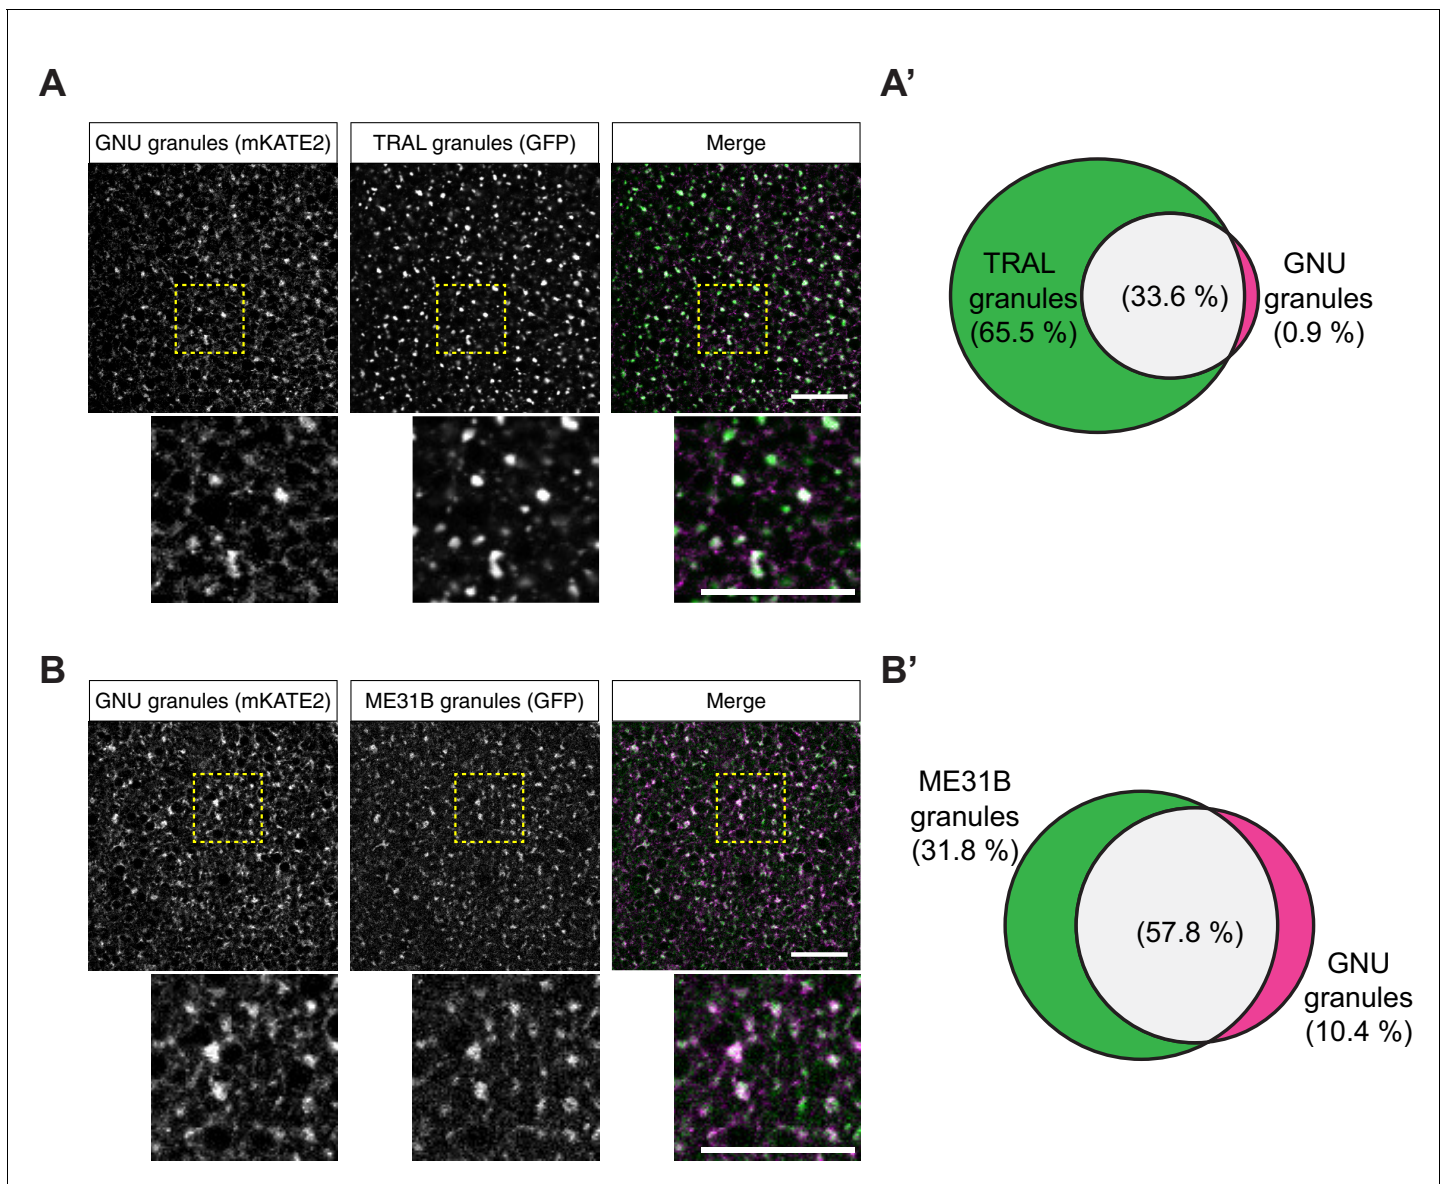 A
GNU granules (mKATE2)
TRAL granules (GFP)
Merge
A’
TRAL
granules
(65.5 %)
(33.6 %)
GNU
granules
(0.9 %)
B
GNU granules (mKATE2)
ME31B granules (GFP)
Merge
B’
ME31B
granules
(31.8 %)
(57.8 %)
GNU
granules
(10.4 %)